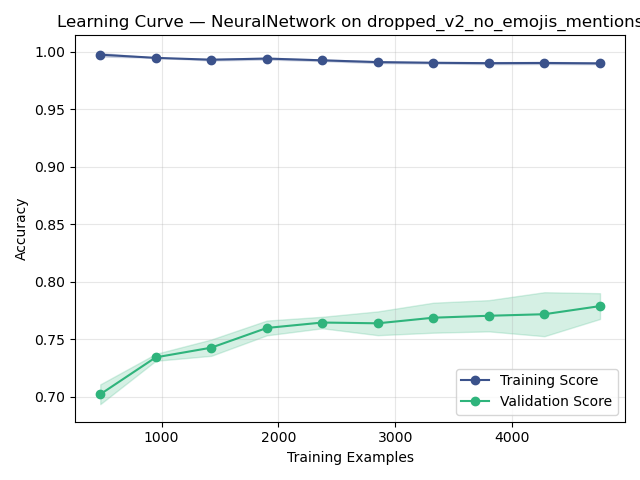 Learning Curve — NeuralNetwork on dropped_v2_no_emojis_mentions
1.00
0.95
0.90
0.85
0.80
0.75
0.70
Accuracy
Training Score
Validation Score
1000
2000
3000
4000
Training Examples